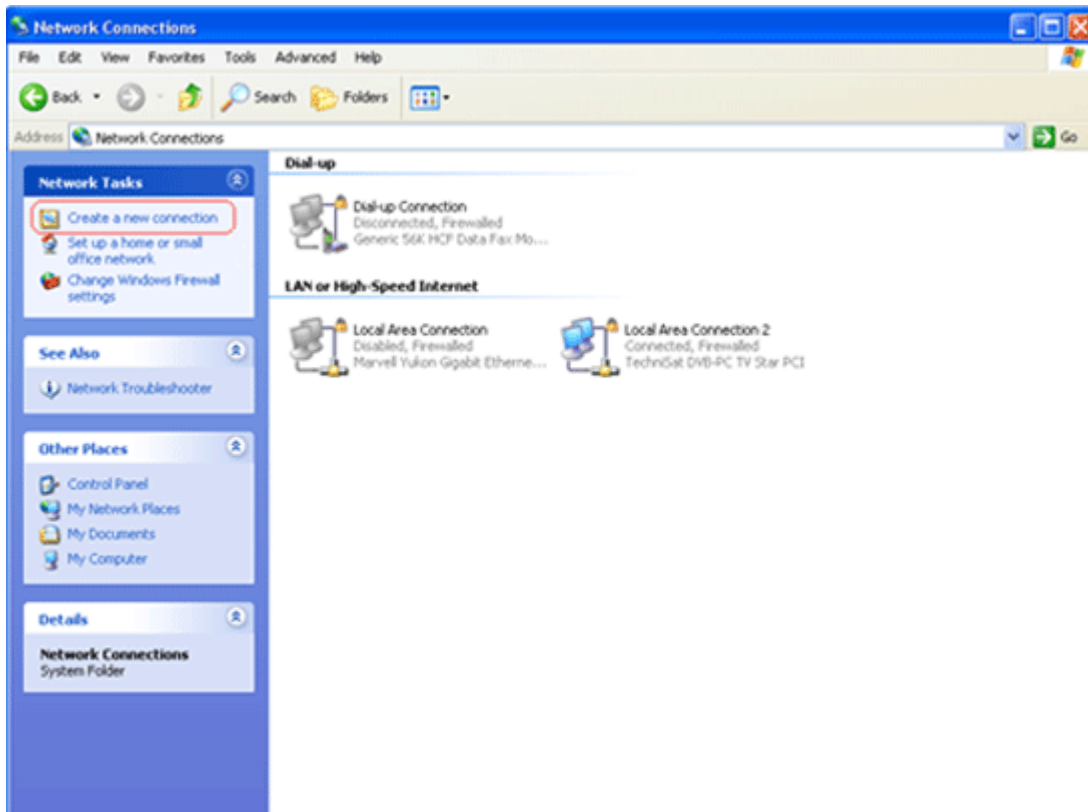 Network Connections
File Edit View Favorites Tools Advanced Help
Back Search Folders
Address Network Connections Go
Network Tasks
Create a new connection
Set up a home or small
office network
Change Windows Firewall
settings
See Also
Network Troubleshooter
Other Places
Control Panel
My Network Places
My Documents
My Computer
Details
Network Connections
System Folder
Dial-up
Dial-up Connection
Disconnected, Firewalled
Generic 56K HCF Data Fax Mo...
LAN or High-Speed Internet
Local Area Connection
Disabled, Firewalled
Marvell Yukon Gigabit Etherne...
Local Area Connection 2
Connected, Firewalled
TechniSat DVB-PC TV Star PCI